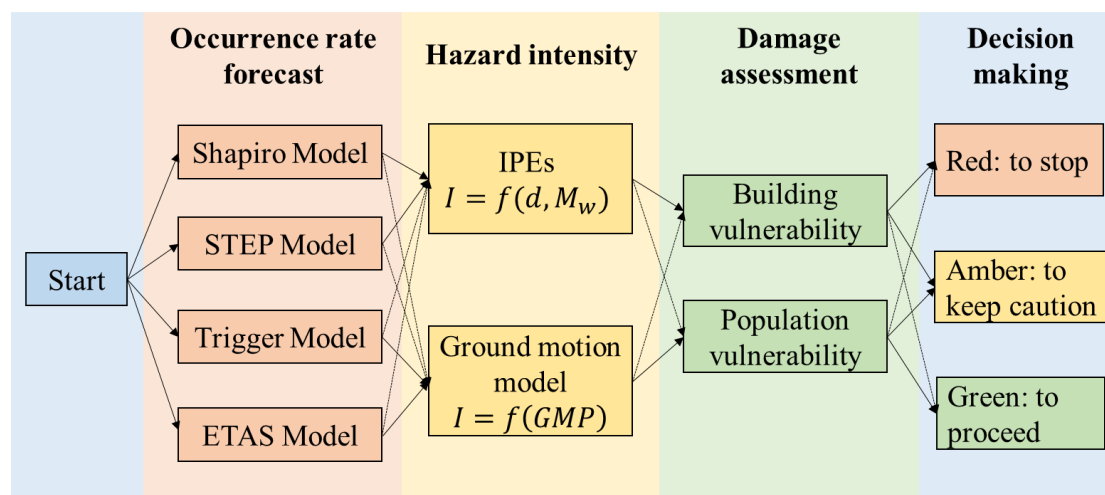 Occurrence rate
forecast
Hazard intensity
Damage
assessment
Decision
making
Start
Shapiro Model
STEP Model
Trigger Model
ETAS Model
IPEs
I = f(d, M_w)
Ground motion
model
I = f(GMP)
Building
vulnerability
Population
vulnerability
Red: to stop
Amber: to
keep caution
Green: to
proceed